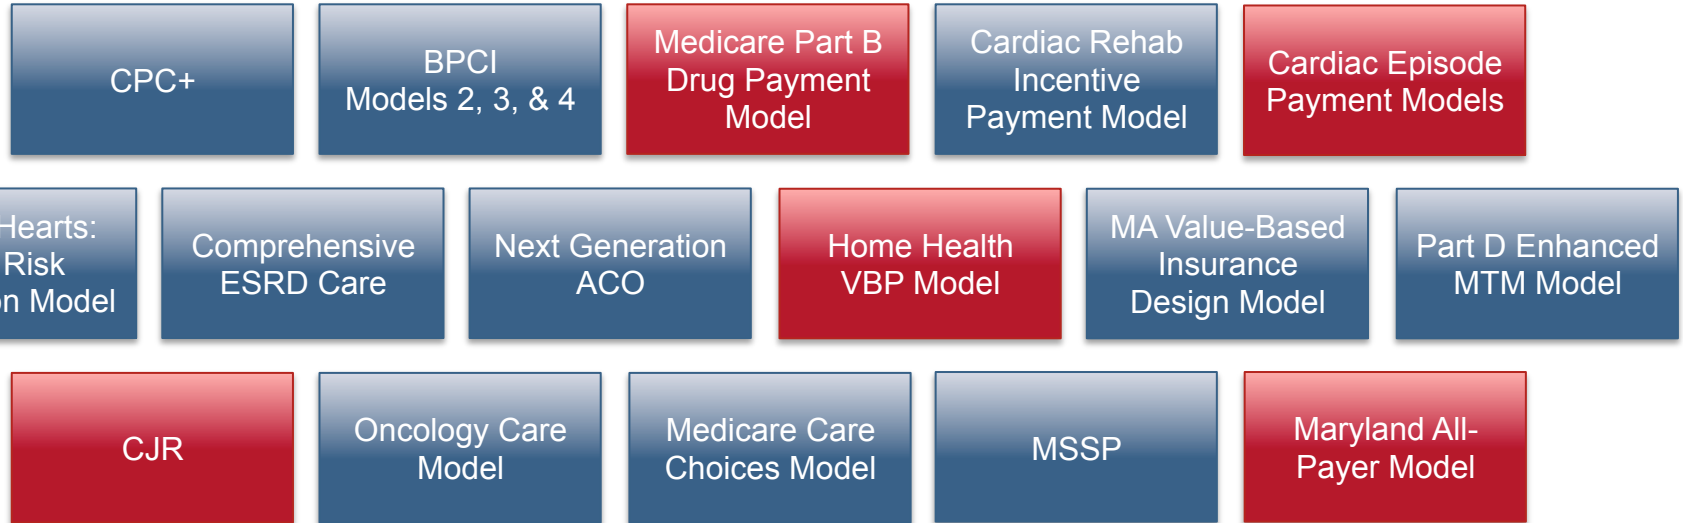 CPC+
BPCI
Models 2, 3, & 4
Medicare Part B
Drug Payment
Model
Cardiac Rehab
Incentive
Payment Model
Cardiac Episode
Payment Models
Hearts:
Risk
on Model
Comprehensive
ESRD Care
Next Generation
ACO
Home Health
VBP Model
MA Value-Based
Insurance
Design Model
Part D Enhanced
MTM Model
CJR
Oncology Care
Model
Medicare Care
Choices Model
MSSP
Maryland All-
Payer Model